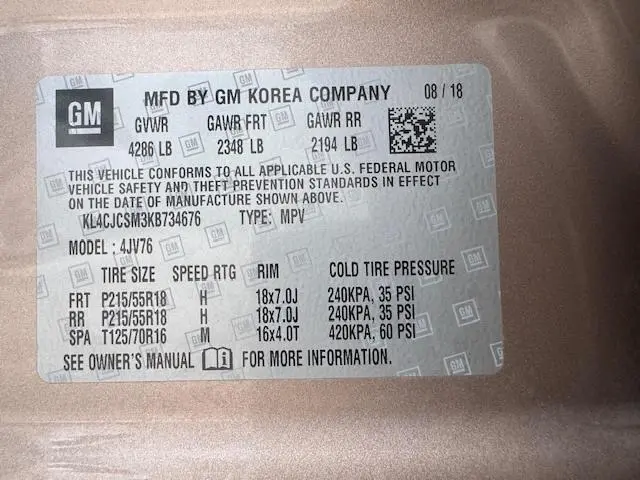 GM
MFD BY GM KOREA COMPANY 08 / 18
GVWR GAWR FRT GAWR RR
4286 LB 2348 LB 2194 LB
THIS VEHICLE CONFORMS TO ALL APPLICABLE U.S. FEDERAL MOTOR
VEHICLE SAFETY AND THEFT PREVENTION STANDARDS IN EFFECT
ON THE DATE OF MANUFACTURE SHOWN ABOVE.
KL4CJCSM3KB734676 TYPE: MPV
MODEL : 4JV76
TIRE SIZE SPEED RTG RIM COLD TIRE PRESSURE
FRT P215/55R18 H 18x7.0J 240KPA, 35 PSI
RR P215/55R18 H 18x7.0J 240KPA, 35 PSI
SPA T125/70R16 M 16x4.0T 420KPA, 60 PSI
SEE OWNER'S MANUAL FOR MORE INFORMATION.